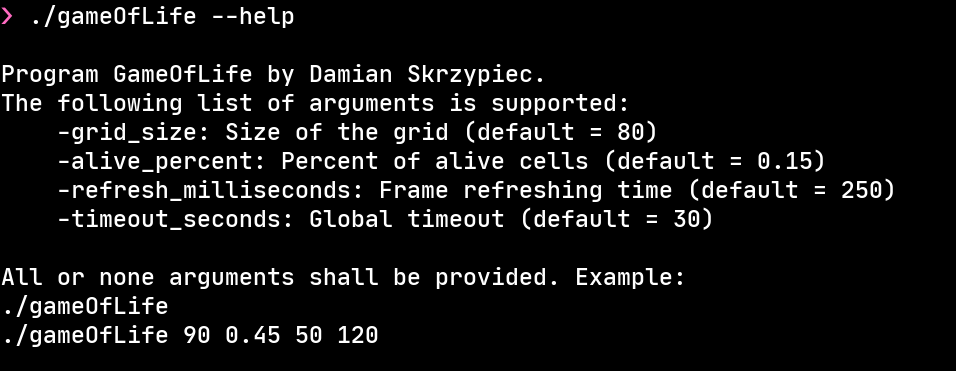 ❯ ./gameOfLife --help
Program GameOfLife by Damian Skrzypiec.
The following list of arguments is supported:
-grid_size: Size of the grid (default = 80)
-alive_percent: Percent of alive cells (default = 0.15)
-refresh_milliseconds: Frame refreshing time (default = 250)
-timeout_seconds: Global timeout (default = 30)
All or none arguments shall be provided. Example:
./gameOfLife
./gameOfLife 90 0.45 50 120